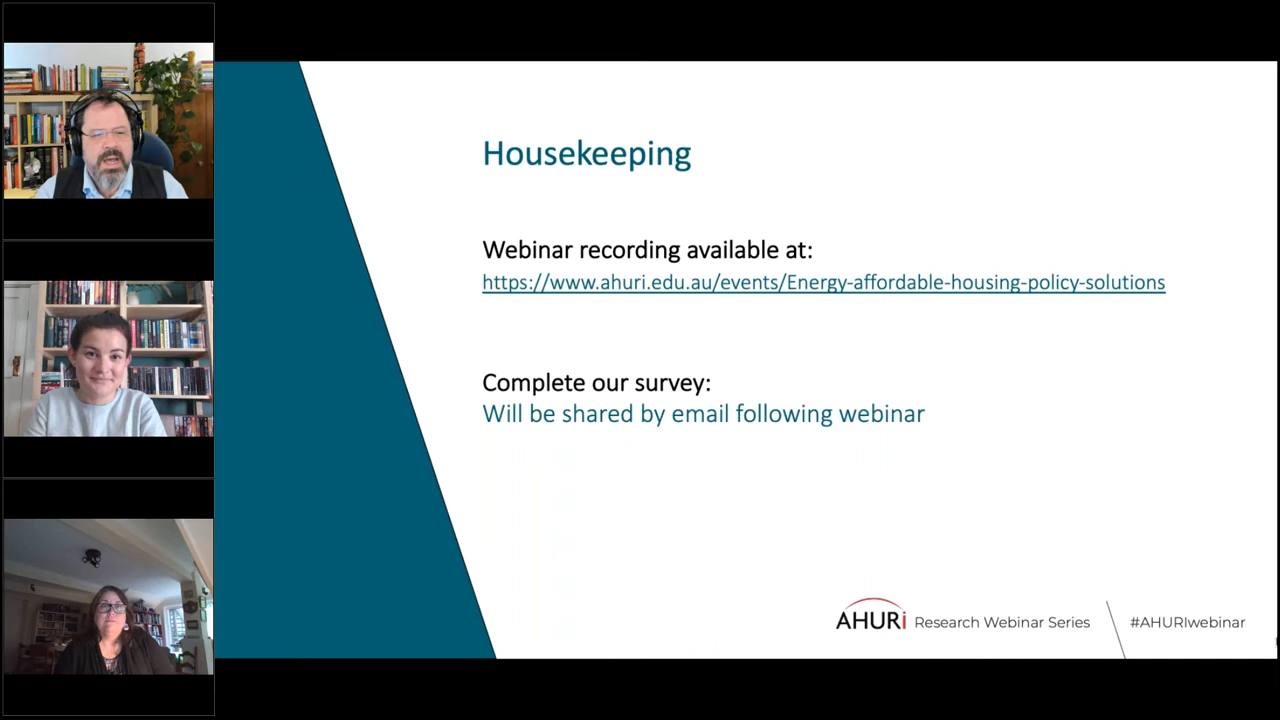 Housekeeping
Webinar recording available at:
https://www.ahuri.edu.au/events/Energy-affordable-housing-policy-solutions
Complete our survey:
Will be shared by email following webinar
AHURi Research Webinar Series
#AHURIwebinar